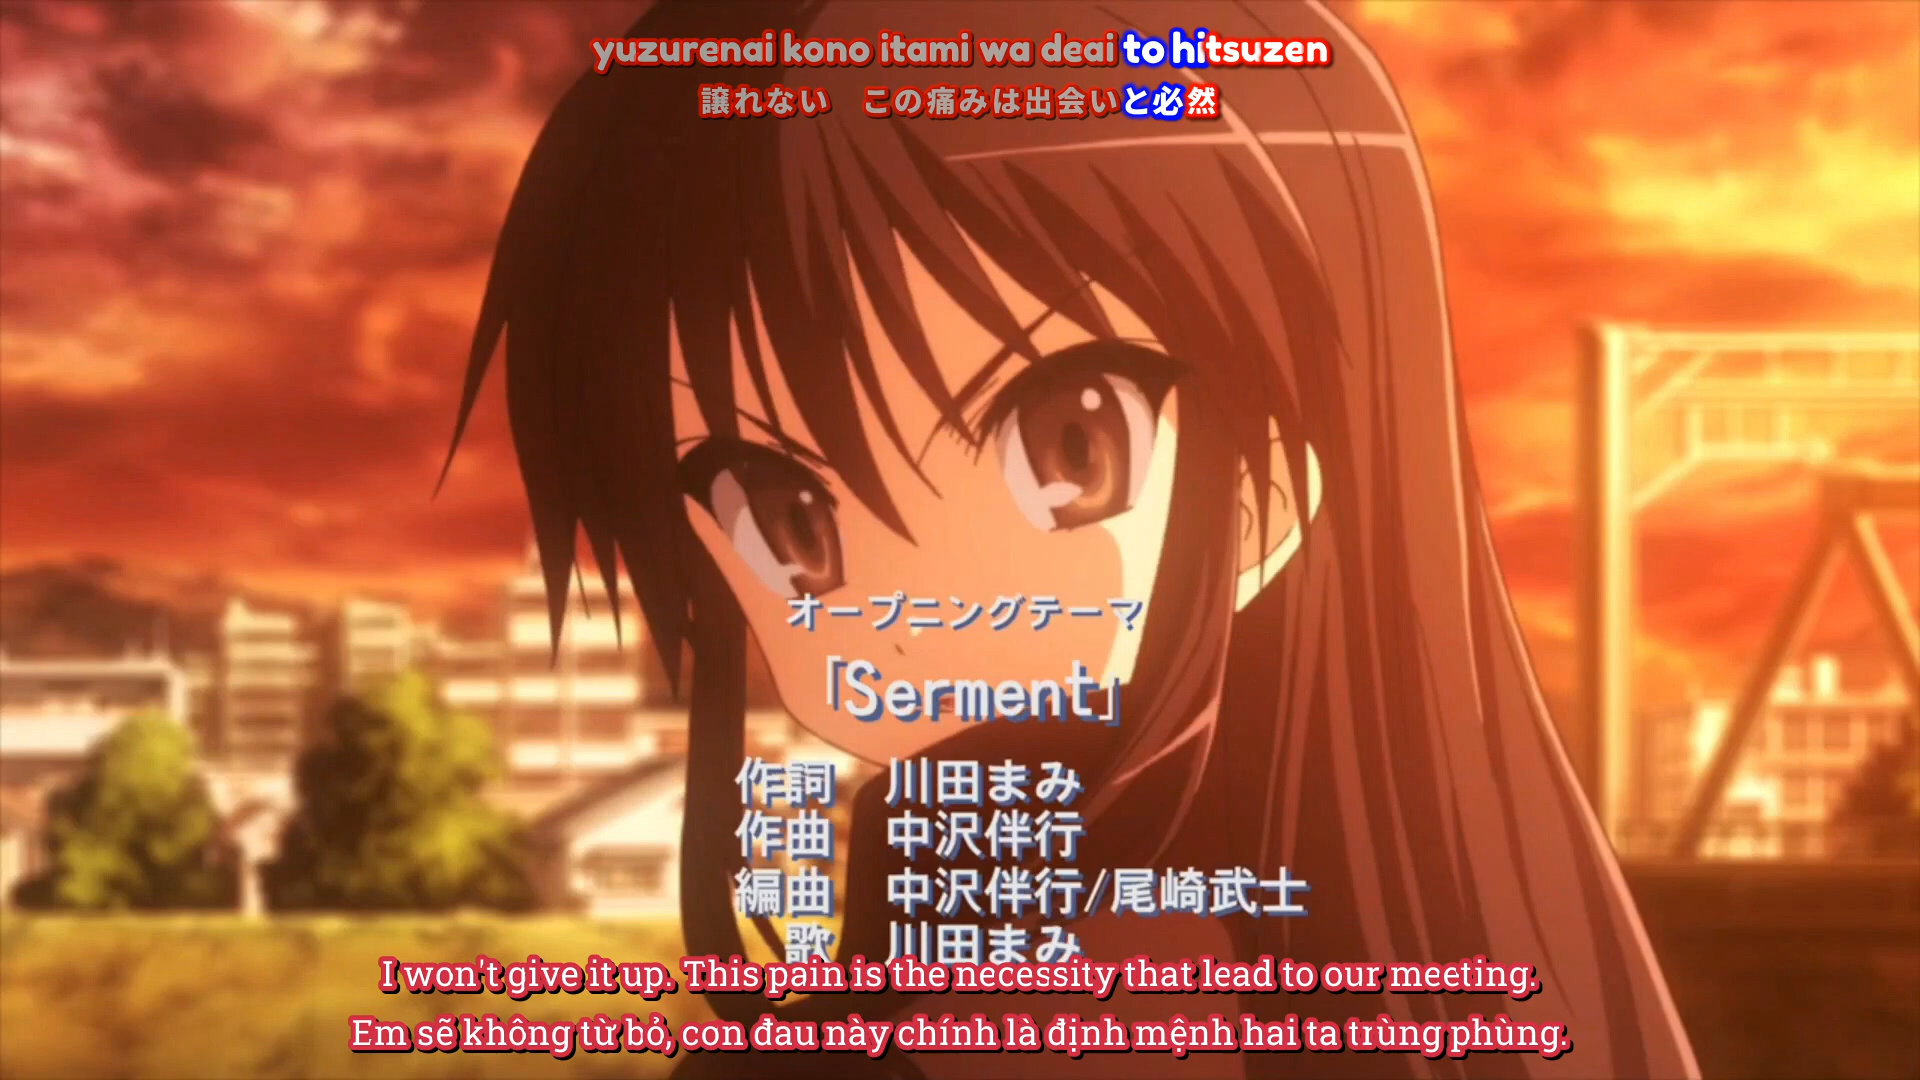 yuzurenai kono itami wa deai to hitsuzen
譲れない　この痛みは出会いと必然
オープニングテーマ
「Serment」
作詞　川田まみ
作曲　中沢伴行
編曲　中沢伴行/尾崎武士
歌　川田まみ
I won't give it up. This pain is the necessity that lead to our meeting.
Em sẽ không từ bỏ, con đau này chính là định mệnh hai ta trùng phùng.